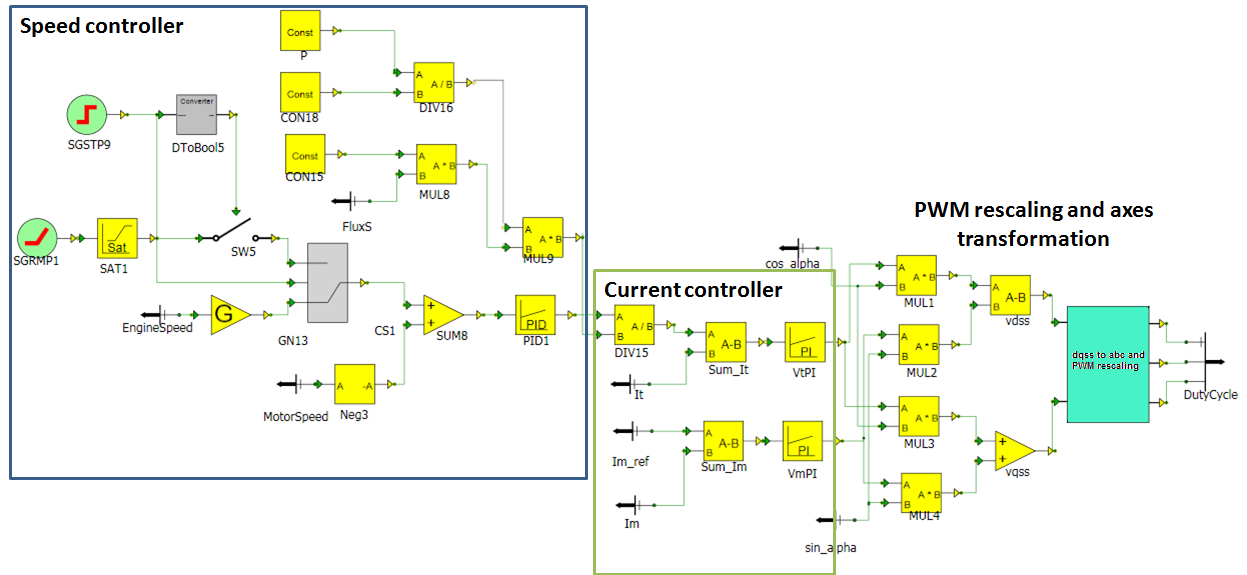 Speed controller
Const
P
A
B
A / B
DIV16
Const
CON18
Converter
SGSTP9
DToBool5
Const
CON15
A
B
A * B
MUL8
FluxS
SGRMP1
Sat
SAT1
SW5
A
B
A * B
MUL9
EngineSpeed
G
GN13
CS1
+
+
SUM8
PID
PID1
MotorSpeed
A
-A
Neg3
Current controller
A
B
A / B
DIV15
A
B
A-B
Sum_It
PI
VtPI
It
Im_ref
A
B
A-B
Sum_Im
PI
VmPI
Im
PWM rescaling and axes
transformation
cos_alpha
A
B
A * B
MUL1
A
B
A-B
vdss
A
B
A * B
MUL2
dqss to abc and
PWM rescaling
DutyCycle
A
B
A * B
MUL3
+
+
vqss
A
B
A * B
MUL4
sin_alpha